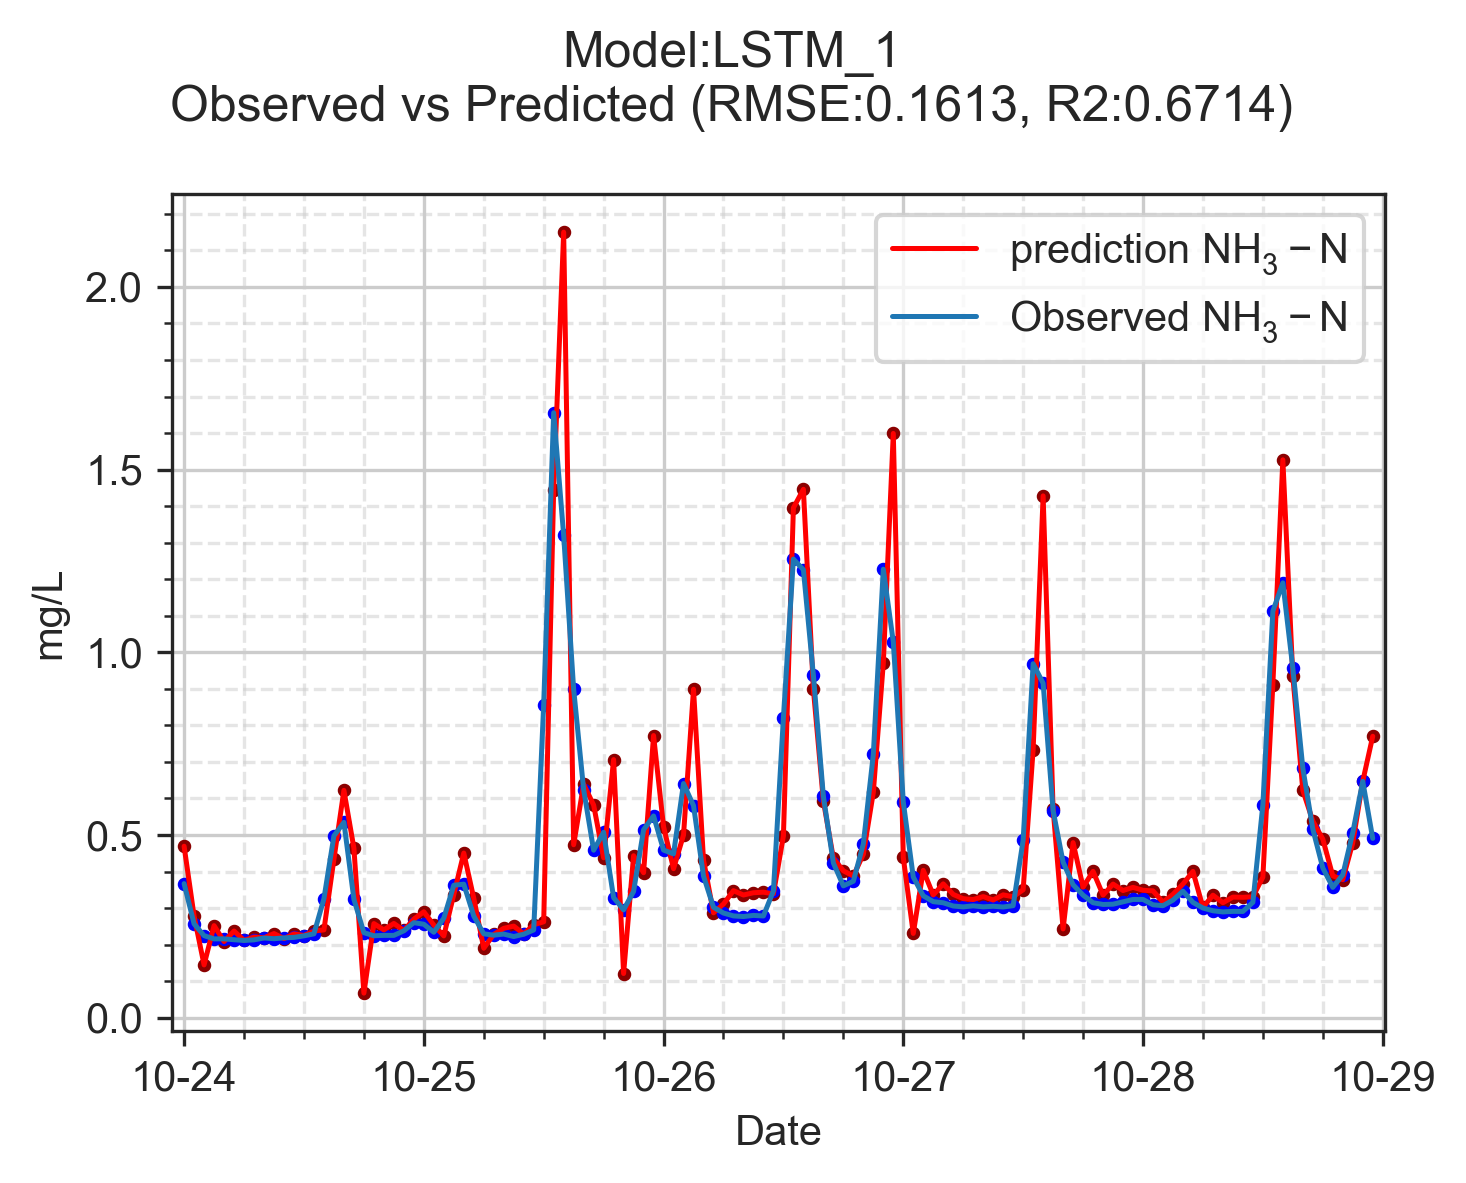 Model:LSTM_1
Observed vs Predicted (RMSE:0.1613, R2:0.6714)
prediction NH₃ − N
Observed NH₃ − N
2.0
1.5
1.0
0.5
0.0
mg/L
10-24 10-25 10-26 10-27 10-28 10-29
Date